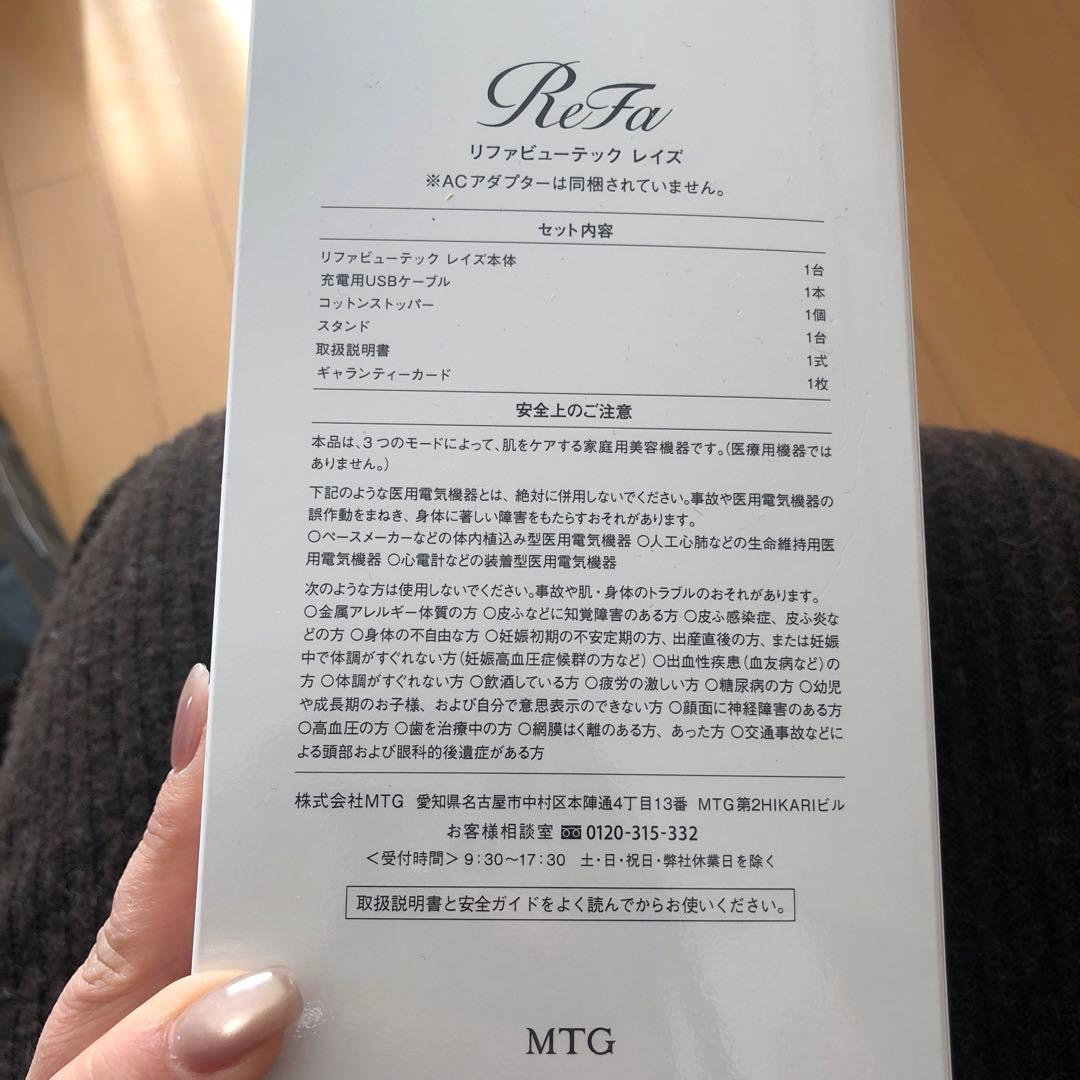 ReFa
リファビューテック レイズ
※ACアダプターは同梱されていません。
セット内容
リファビューテック レイズ本体 1台
充電用USBケーブル 1本
コットンストッパー 1個
スタンド 1台
取扱説明書 1式
ギャランティーカード 1枚
安全上のご注意
本品は、3つのモードによって、肌をケアする家庭用美容機器です。(医療用機器では
ありません。)
下記のような医用電気機器とは、絶対に併用しないでください。事故や医用電気機器の
誤作動をまねき、身体に著しい障害をもたらすおそれがあります。
○ペースメーカーなどの体内植込み型医用電気機器 ○人工心肺などの生命維持用医
用電気機器 ○心電計などの装着型医用電気機器
次のような方は使用しないでください。事故や肌・身体のトラブルのおそれがあります。
○金属アレルギー体質の方 ○皮ふなどに知覚障害のある方 ○皮ふ感染症、皮ふ炎な
どの方 ○身体の不自由な方 ○妊娠初期の不安定期の方、出産直後の方、または妊娠
中で体調がすぐれない方(妊娠高血圧症候群の方など) ○出血性疾患(血友病など)の
方 ○体調がすぐれない方 ○飲酒している方 ○疲労の激しい方 ○糖尿病の方 ○幼児
や成長期のお子様、および自分で意思表示のできない方 ○顔面に神経障害のある方
○高血圧の方 ○歯を治療中の方 ○網膜はく離のある方、あった方 ○交通事故などに
よる頭部および眼科的後遺症がある方
株式会社MTG 愛知県名古屋市中村区本陣通4丁目13番 MTG第2HIKARIビル
お客様相談室 0120-315-332
<受付時間> 9:30〜17:30 土・日・祝日・弊社休業日を除く
取扱説明書と安全ガイドをよく読んでからお使いください。
MTG